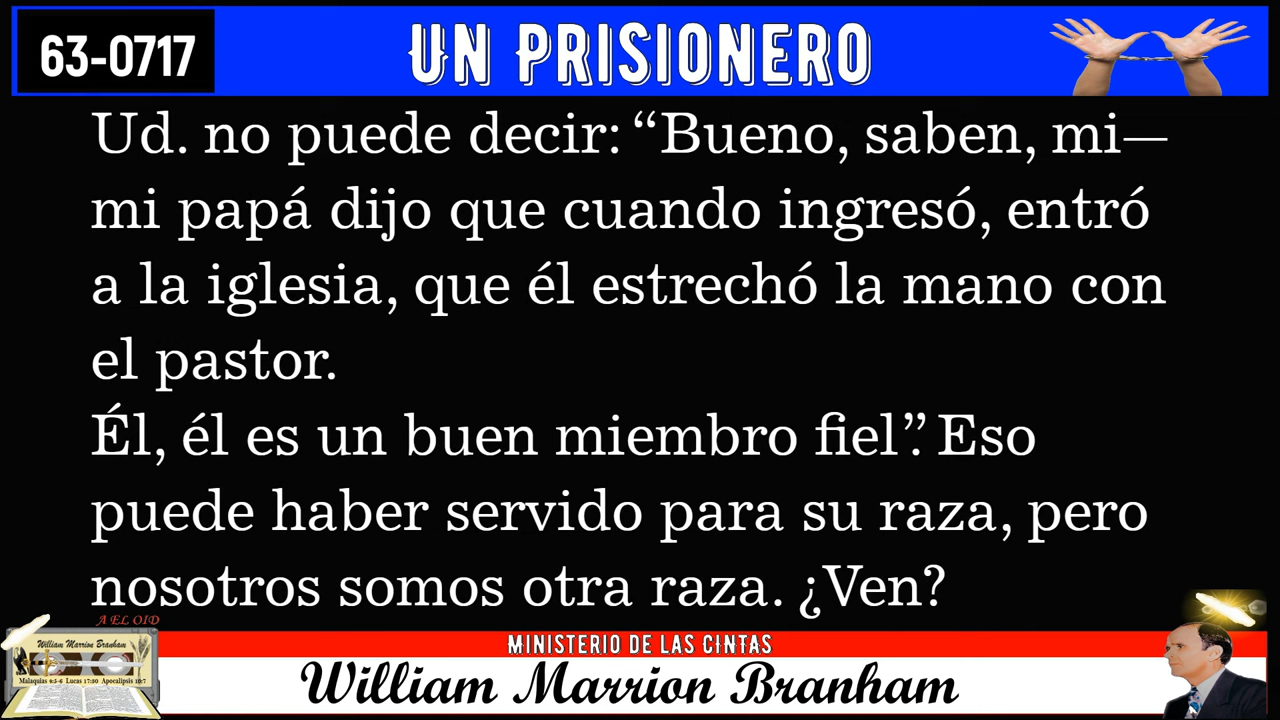 63-0717
UN PRISIONERO
Ud. no puede decir: “Bueno, saben, mi—
mi papá dijo que cuando ingresó, entró
a la iglesia, que él estrechó la mano con
el pastor.
Él, él es un buen miembro fiel”. Eso
puede haber servido para su raza, pero
nosotros somos otra raza. ¿Ven?
A EL OID
William Marrion Branham
Malaquias 4:5-6 Lucas 17:30 Apocalipsis 10:7
MINISTERIO DE LAS CINTAS
William Marrion Branham